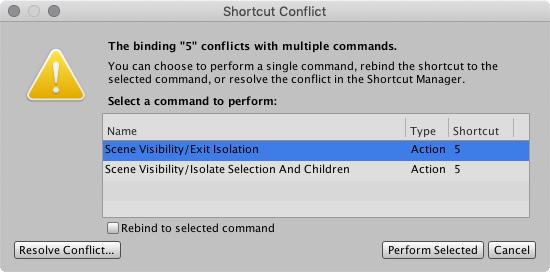 Shortcut Conflict
The binding "5" conflicts with multiple commands.
You can choose to perform a single command, rebind the shortcut to the
selected command, or resolve the conflict in the Shortcut Manager.
Select a command to perform:
Name Type Shortcut
Scene Visibility/Exit Isolation Action 5
Scene Visibility/Isolate Selection And Children Action 5
Rebind to selected command
Resolve Conflict... Perform Selected Cancel